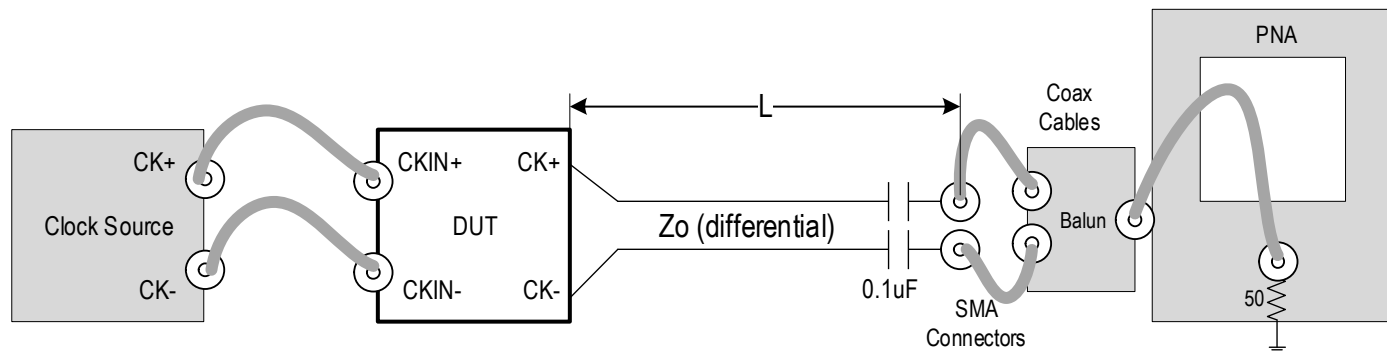 PNA
Coax
Cables
L
CK+
CKIN+
CK+
Clock Source
DUT
Zo (differential)
Balun
CK-
CKIN-
CK-
0.1uF
SMA
Connectors
50